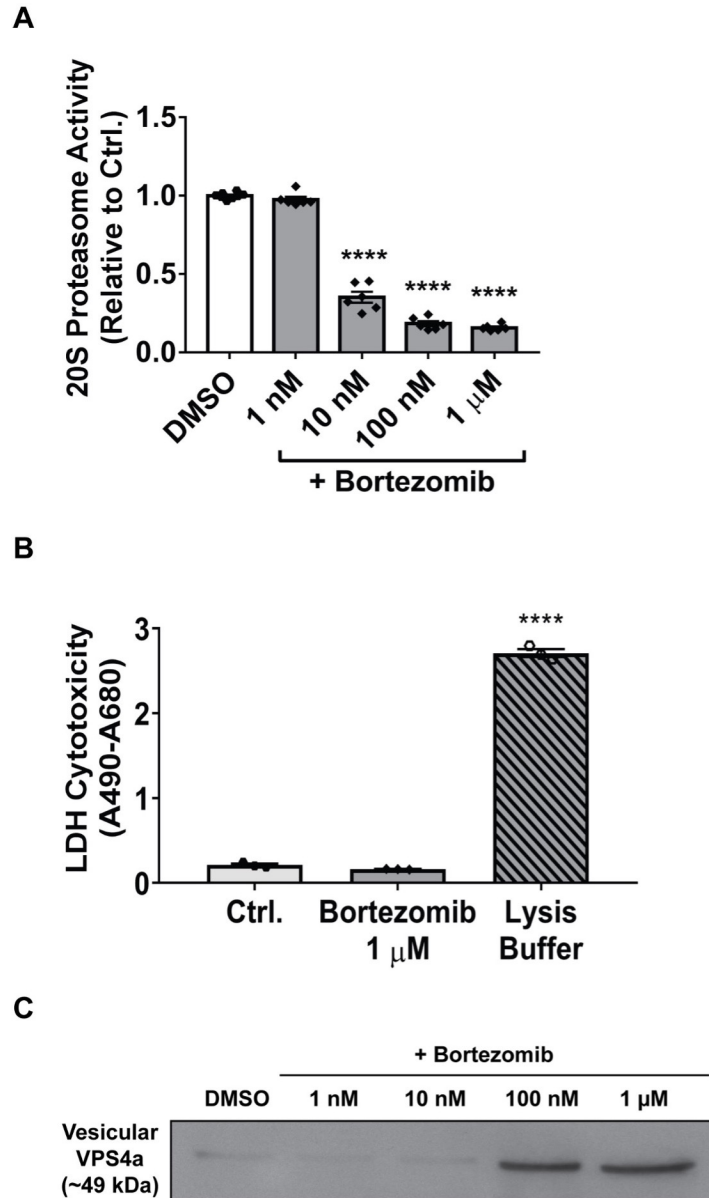 A
20S Proteasome Activity
(Relative to Ctrl.)
1.5
1.0
0.5
0.0
****
****
****
DMSO
1 nM
10 nM
100 nM
1 μM
+ Bortezomib
B
LDH Cytotoxicity
(A490-A680)
3
2
1
0
****
Ctrl.
Bortezomib
1 μM
Lysis
Buffer
C
+ Bortezomib
DMSO 1 nM 10 nM 100 nM 1 µM
Vesicular
VPS4a
(~49 kDa)